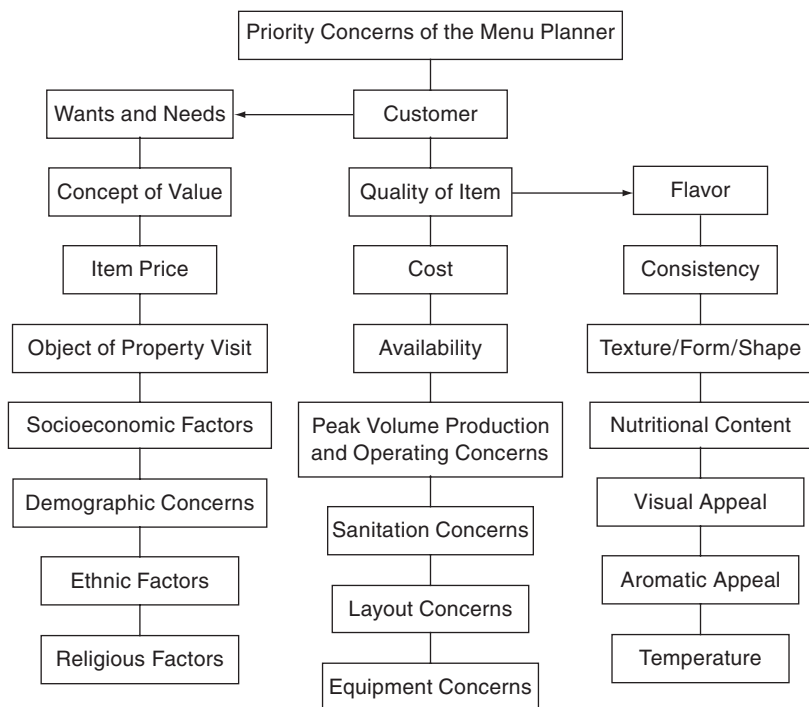 Priority Concerns of the Menu Planner
Wants and Needs
Customer
Concept of Value
Quality of Item
Flavor
Item Price
Cost
Consistency
Object of Property Visit
Availability
Texture/Form/Shape
Socioeconomic Factors
Peak Volume Production
and Operating Concerns
Nutritional Content
Demographic Concerns
Sanitation Concerns
Visual Appeal
Ethnic Factors
Layout Concerns
Aromatic Appeal
Religious Factors
Equipment Concerns
Temperature